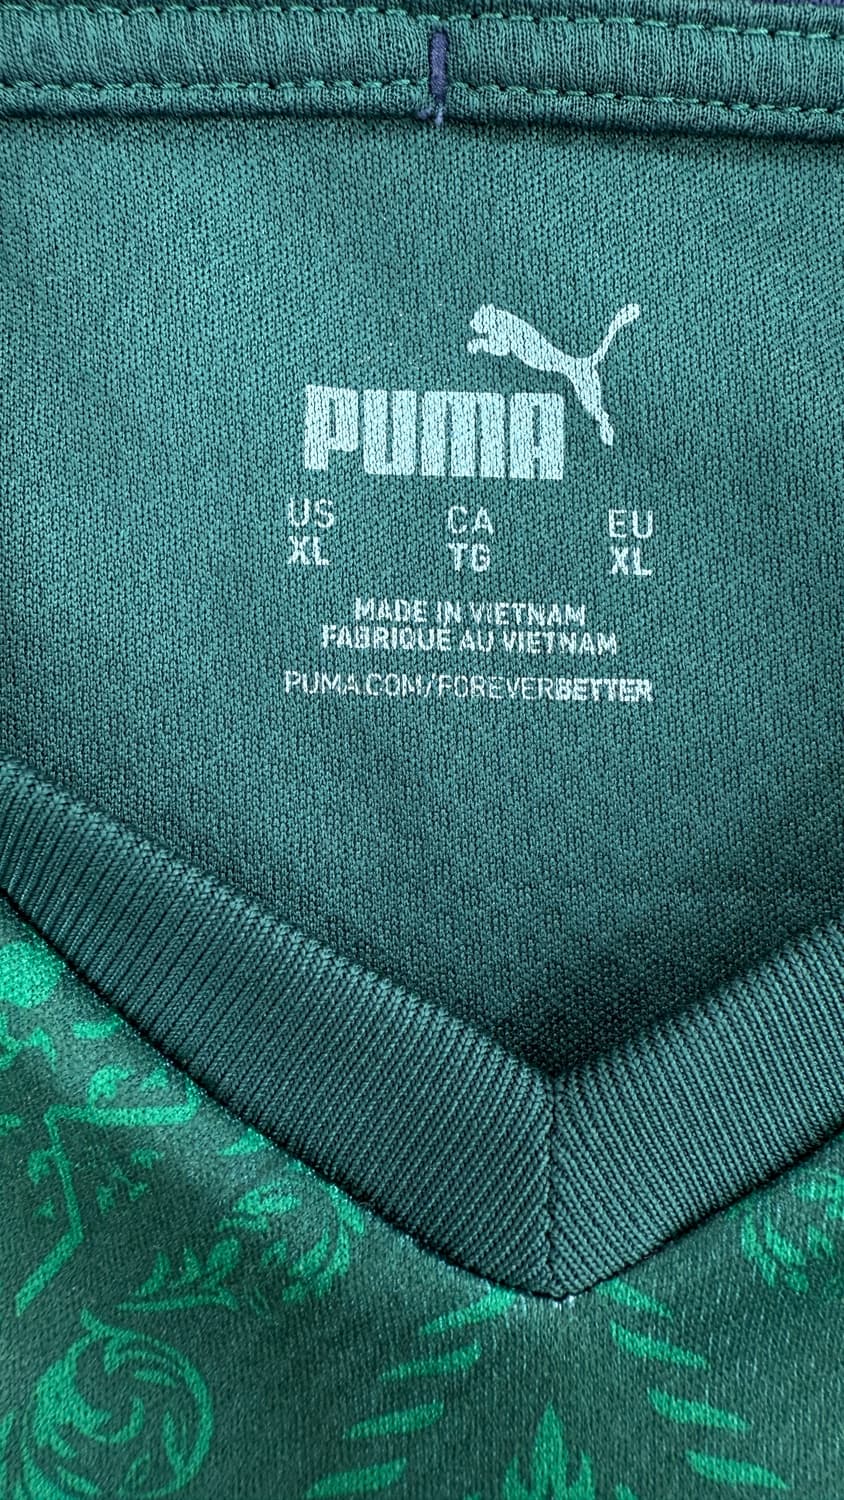 PUMA
US CA EU
XL TG XL
MADE IN VIETNAM
FABRIQUE AU VIETNAM
PUMA.COM/FOREVERBETTER